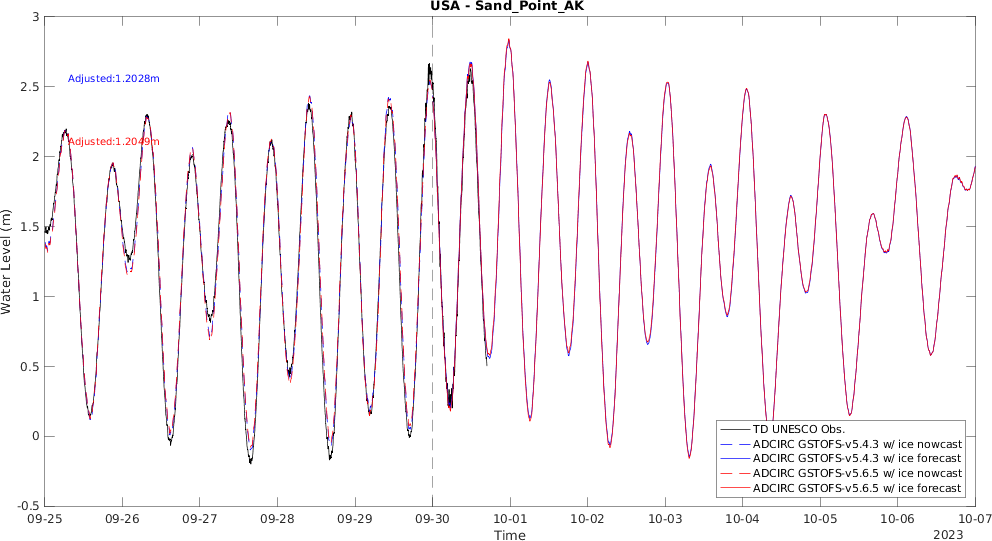 USA - Sand_Point_AK
3
2.5
2
1.5
1
0.5
0
-0.5
Water Level (m)
Adjusted:1.2028m
Adjusted:1.2049m
TD UNESCO Obs.
ADCIRC GSTOFS-v5.4.3 w/ ice nowcast
ADCIRC GSTOFS-v5.4.3 w/ ice forecast
ADCIRC GSTOFS-v5.6.5 w/ ice nowcast
ADCIRC GSTOFS-v5.6.5 w/ ice forecast
09-25 09-26 09-27 09-28 09-29 09-30 10-01 10-02 10-03 10-04 10-05 10-06 10-07
Time
2023